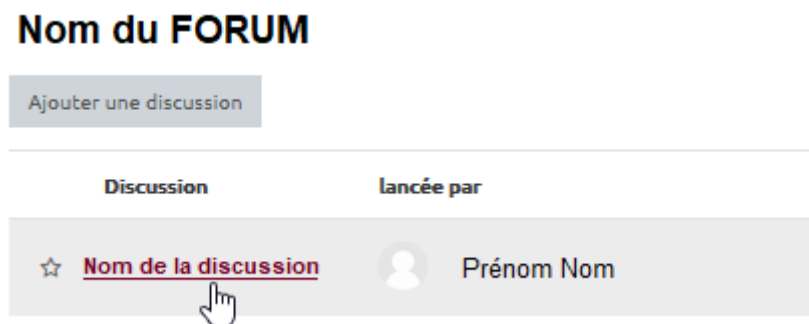 Nom du FORUM
Ajouter une discussion
Discussion lancée par
Nom de la discussion Prénom Nom